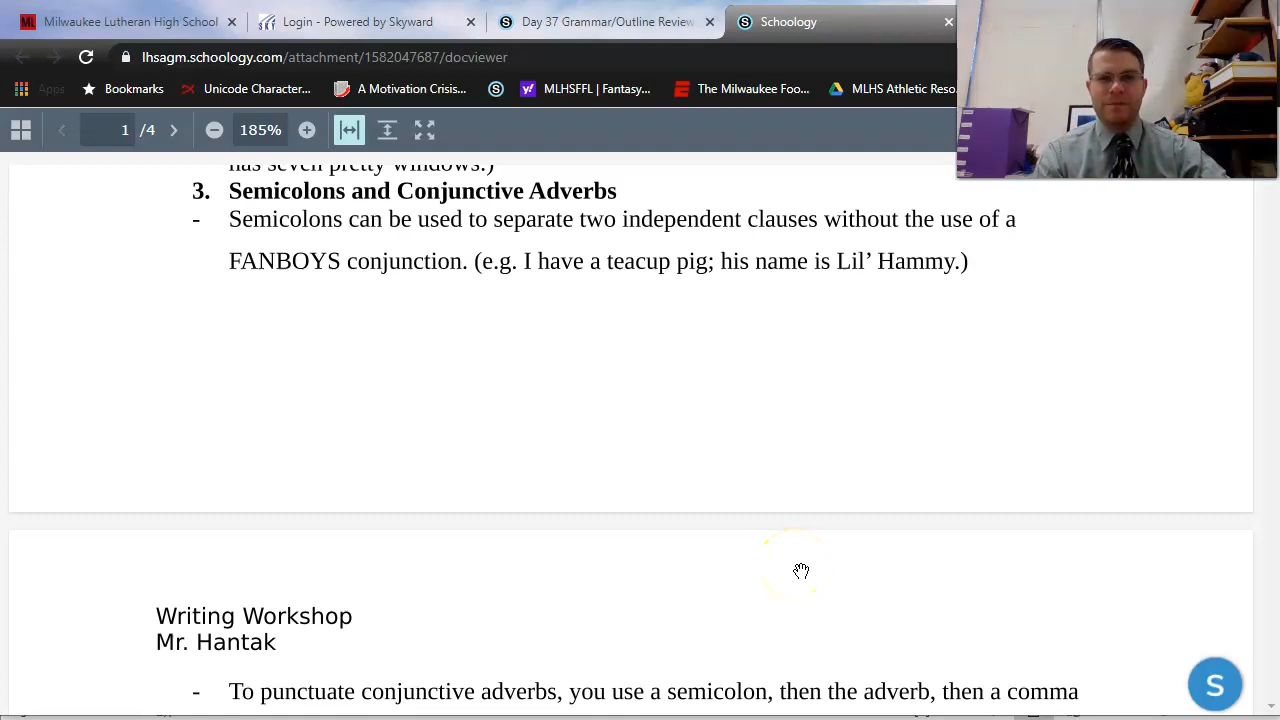 Milwaukee Lutheran High School
Login - Powered by Skyward
Day 37 Grammar/Outline Review
Schoology
lhsagm.schoology.com/attachment/1582047687/docviewer
Apps
Bookmarks
Unicode Character...
A Motivation Crisis...
MLHSFFL | Fantasy...
The Milwaukee Foo...
MLHS Athletic Reso
1 /4
185%
has seven pretty windows.)
3. Semicolons and Conjunctive Adverbs
- Semicolons can be used to separate two independent clauses without the use of a
FANBOYS conjunction. (e.g. I have a teacup pig; his name is Lil’ Hammy.)
Writing Workshop
Mr. Hantak
- To punctuate conjunctive adverbs, you use a semicolon, then the adverb, then a comma
S